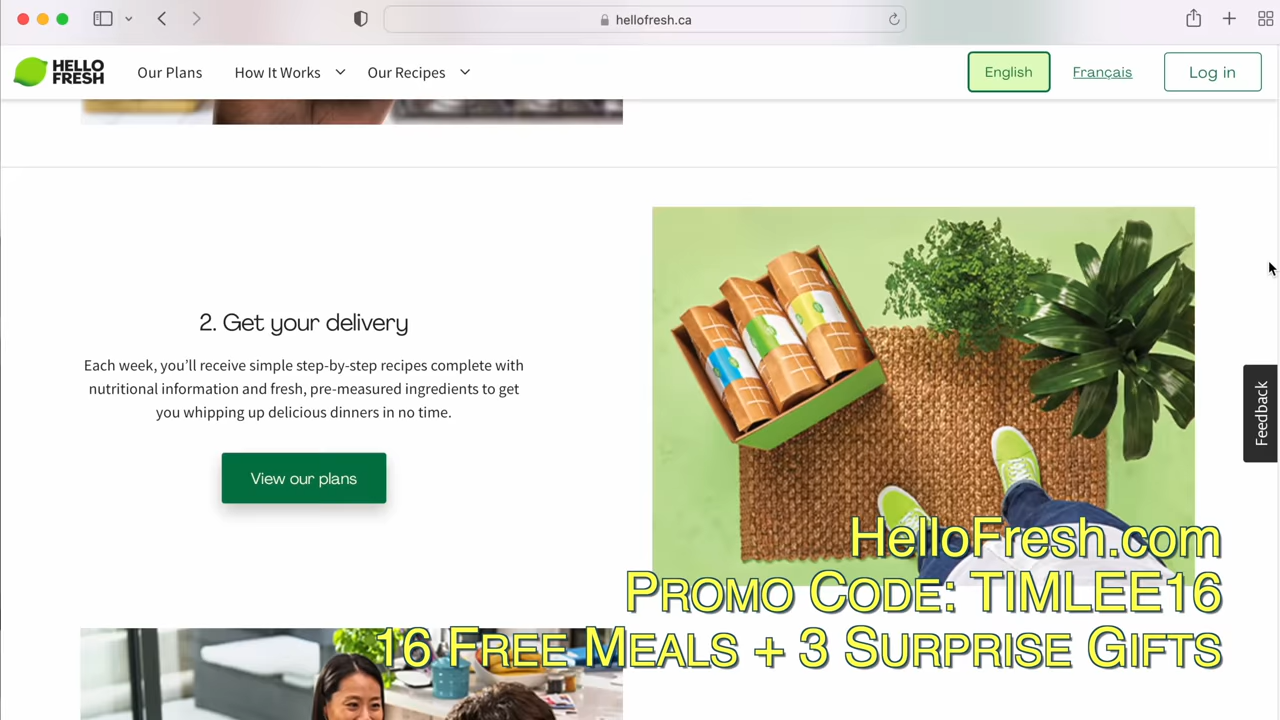 hellofresh.ca
HELLO
FRESH
Our Plans
How It Works
Our Recipes
English
Français
Log in
2. Get your delivery
Each week, you'll receive simple step-by-step recipes complete with
nutritional information and fresh, pre-measured ingredients to get
you whipping up delicious dinners in no time.
View our plans
Feedback
HelloFresh.com
Promo Code: TIMLEE16
16 Free Meals + 3 Surprise Gifts